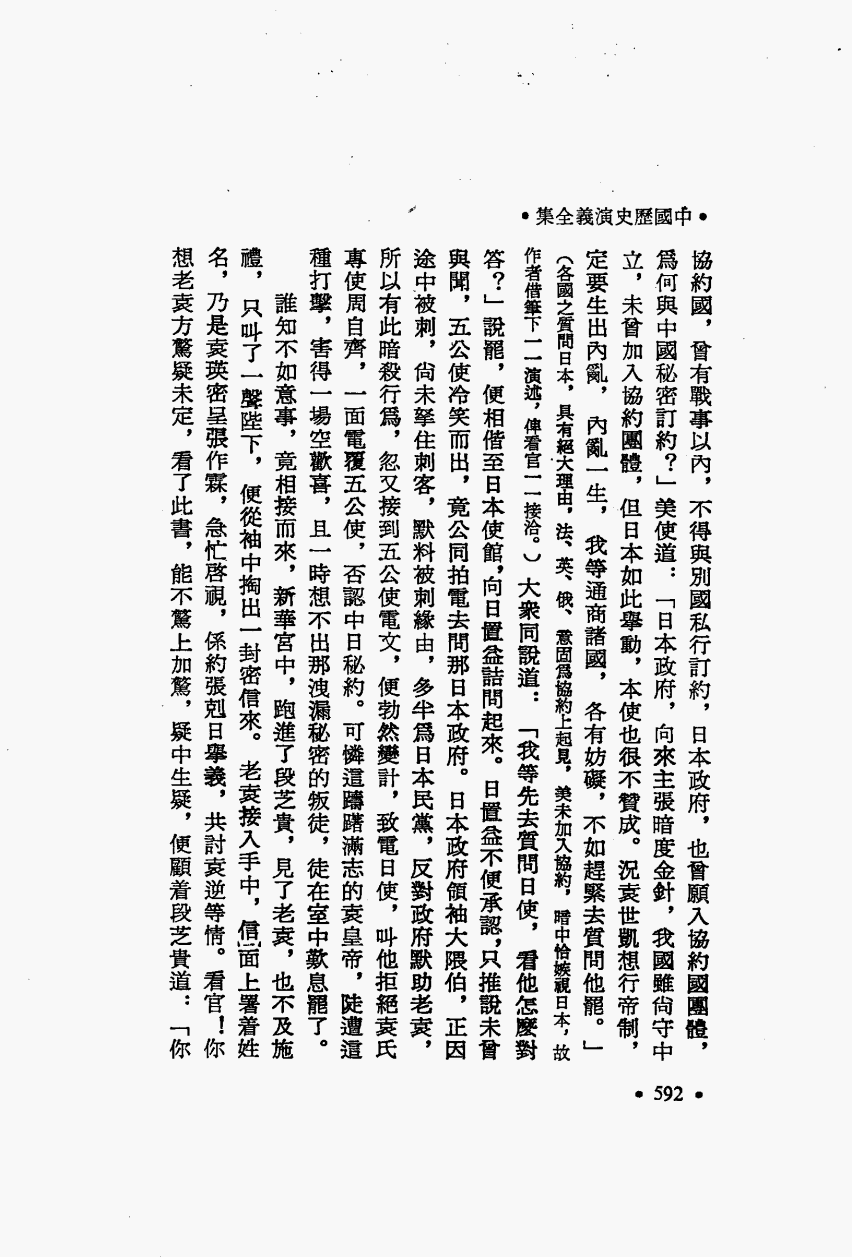 •中國歷史演義全集•
協約國，曾有戰事以內，不得與別國私行訂約，日本政府，也曾願入協約國團體，
爲何與中國秘密訂約？」美使道：「日本政府，向來主張暗度金針，我國雖尙守中
立，未曾加入協約團體，但日本如此舉動，本使也很不贊成。況袁世凱想行帝制，
定要生出內亂，內亂一生，我等通商諸國，各有妨礙，不如趕緊去質問他罷。」
（各國之質問日本，具有絕大理由，法、英、俄、意固爲協約上起見，美未加入協約，暗中恰嫉視日本，故
作者借筆下一一演述，俾看官一一接洽。）大衆同說道：「我等先去質問日使，看他怎麼對
答？」說罷，便相偕至日本使館，向日置益詰問起來。日置益不便承認，只推說未曾
與聞，五公使冷笑而出，竟公同拍電去問那日本政府。日本政府領袖大隈伯，正因
途中被刺，尙未拏住刺客，默料被刺緣由，多半爲日本民黨，反對政府默助老袁，
所以有此暗殺行爲，忽又接到五公使電文，便勃然變計，致電日使，叫他拒絕袁氏
專使周自齊，一面電覆五公使，否認中日秘約。可憐這躊躇滿志的袁皇帝，陡遭這
種打擊，害得一場空歡喜，且一時想不出那洩漏秘密的叛徒，徒在室中歎息罷了。
誰知不如意事，竟相接而來，新華宮中，跑進了段芝貴，見了老袁，也不及施
禮，只叫了一聲陛下，便從袖中掏出一封密信來。老袁接入手中，信面上署着姓
名，乃是袁瑛密呈張作霖，急忙啓視，係約張剋日舉義，共討袁逆等情。看官！你
想老袁方驚疑未定，看了此書，能不驚上加驚，疑中生疑，便顧着段芝貴道：「你
•592•